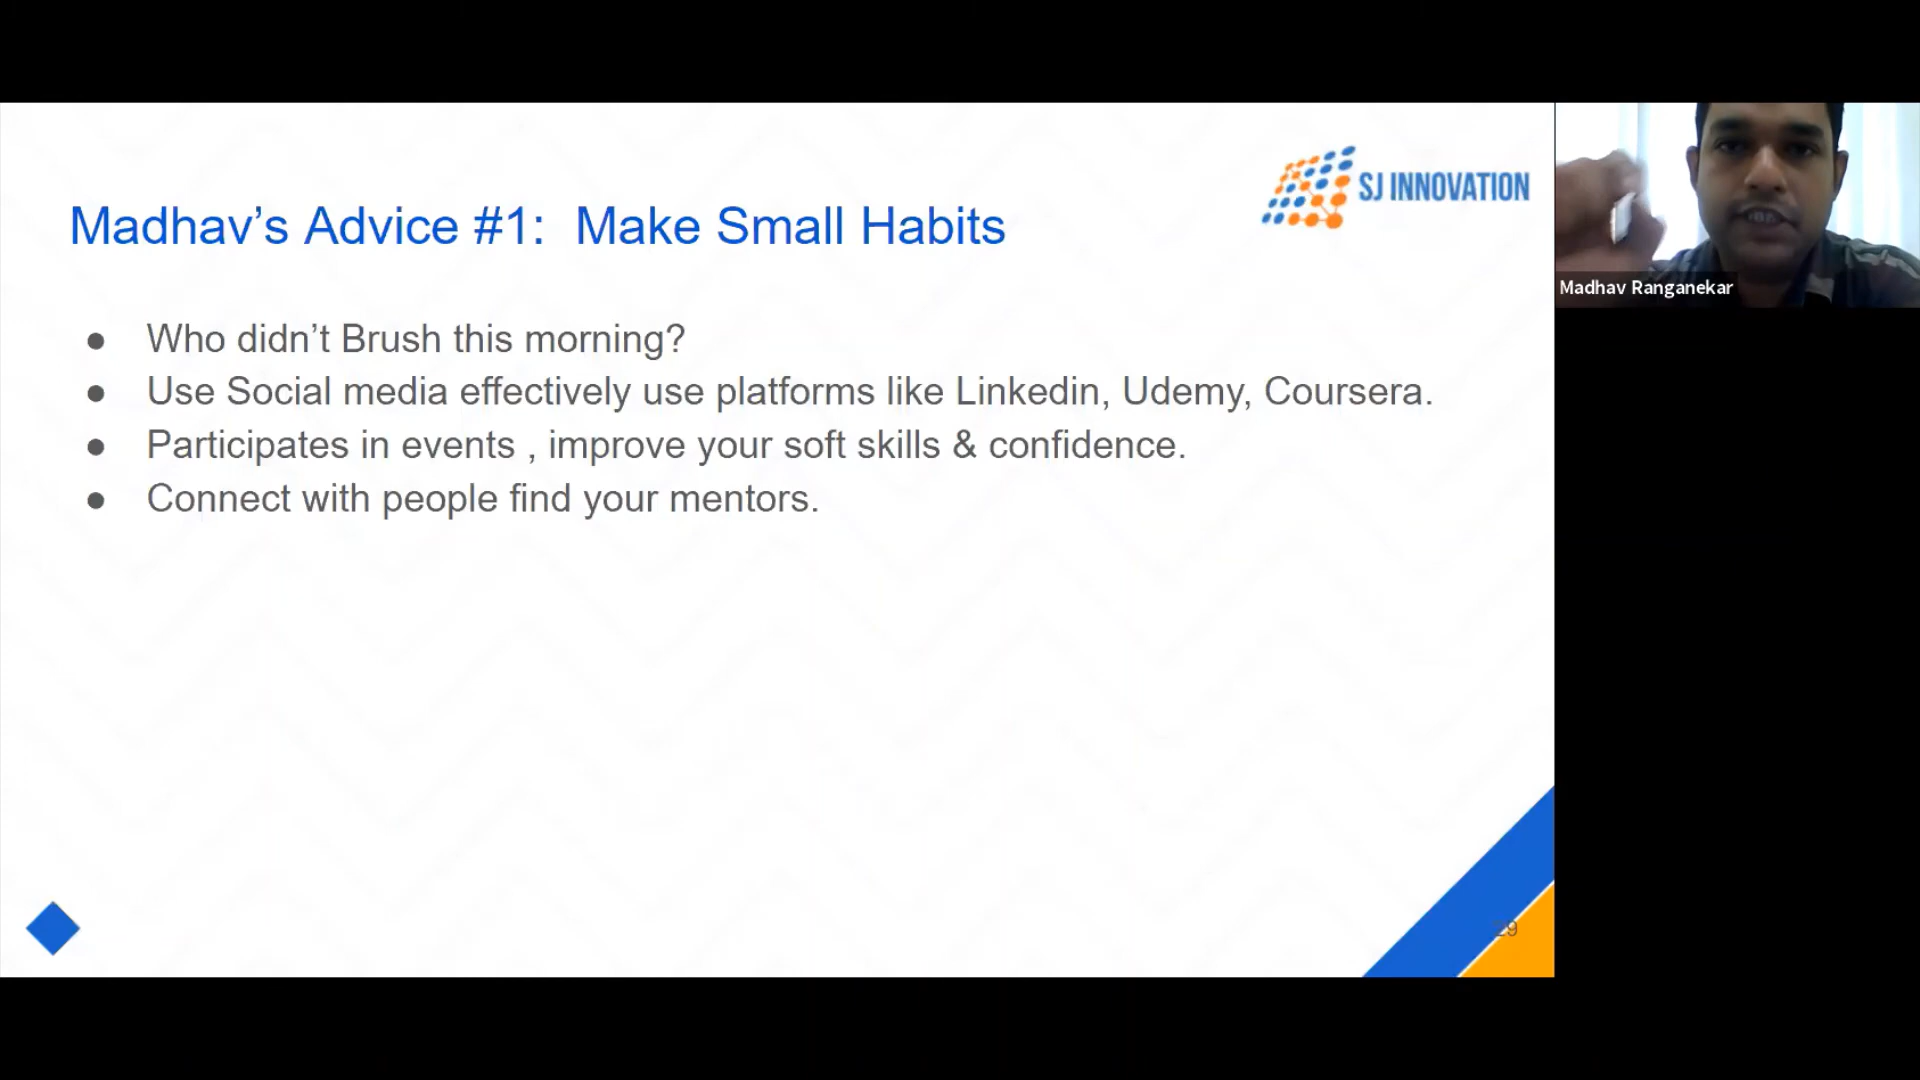 SJ INNOVATION
Madhav’s Advice #1: Make Small Habits
● Who didn’t Brush this morning?
● Use Social media effectively use platforms like Linkedin, Udemy, Coursera.
● Participates in events , improve your soft skills & confidence.
● Connect with people find your mentors.
Madhav Ranganekar
29